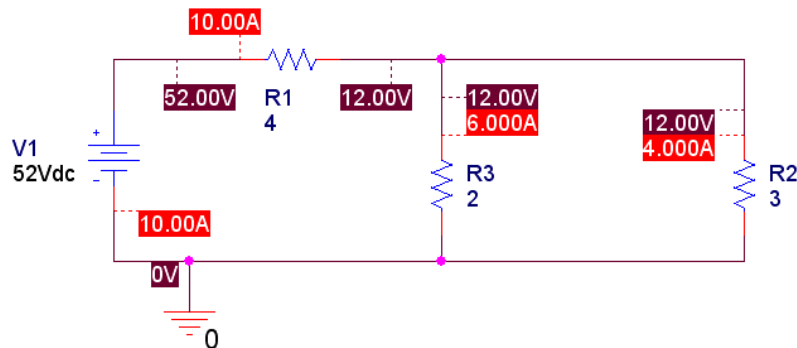 10.00A
52.00V
R1
4
12.00V
12.00V
6.000A
12.00V
4.000A
V1
52Vdc
+
-
R3
2
R2
3
10.00A
0V
0